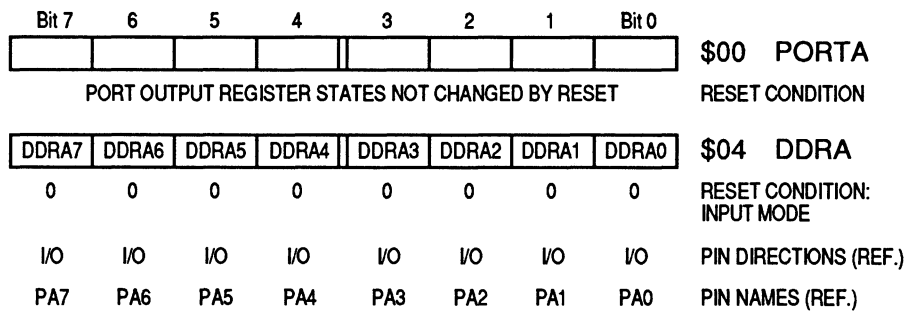 Bit 7 6 5 4 3 2 1 Bit 0
$00 PORTA
PORT OUTPUT REGISTER STATES NOT CHANGED BY RESET RESET CONDITION
DDRA7 DDRA6 DDRA5 DDRA4 DDRA3 DDRA2 DDRA1 DDRA0 $04 DDRA
0 0 0 0 0 0 0 0 RESET CONDITION:
INPUT MODE
I/O I/O I/O I/O I/O I/O I/O I/O PIN DIRECTIONS (REF.)
PA7 PA6 PA5 PA4 PA3 PA2 PA1 PA0 PIN NAMES (REF.)